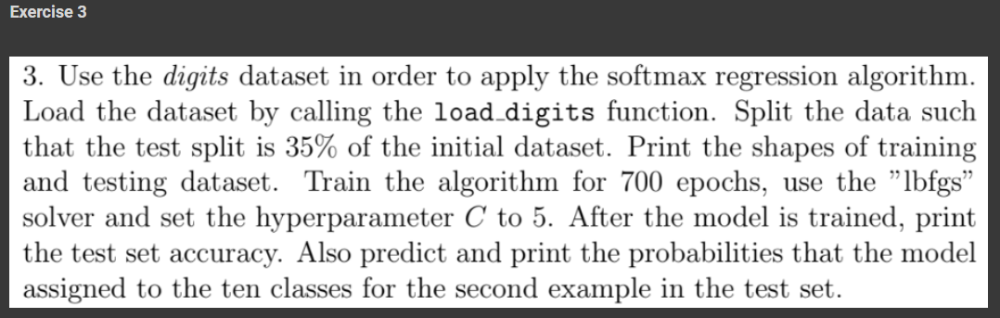 Exercise 3
3. Use the digits dataset in order to apply the softmax regression algorithm.
Load the dataset by calling the load_digits function. Split the data such
that the test split is 35% of the initial dataset. Print the shapes of training
and testing dataset. Train the algorithm for 700 epochs, use the ”lbfgs”
solver and set the hyperparameter C to 5. After the model is trained, print
the test set accuracy. Also predict and print the probabilities that the model
assigned to the ten classes for the second example in the test set.